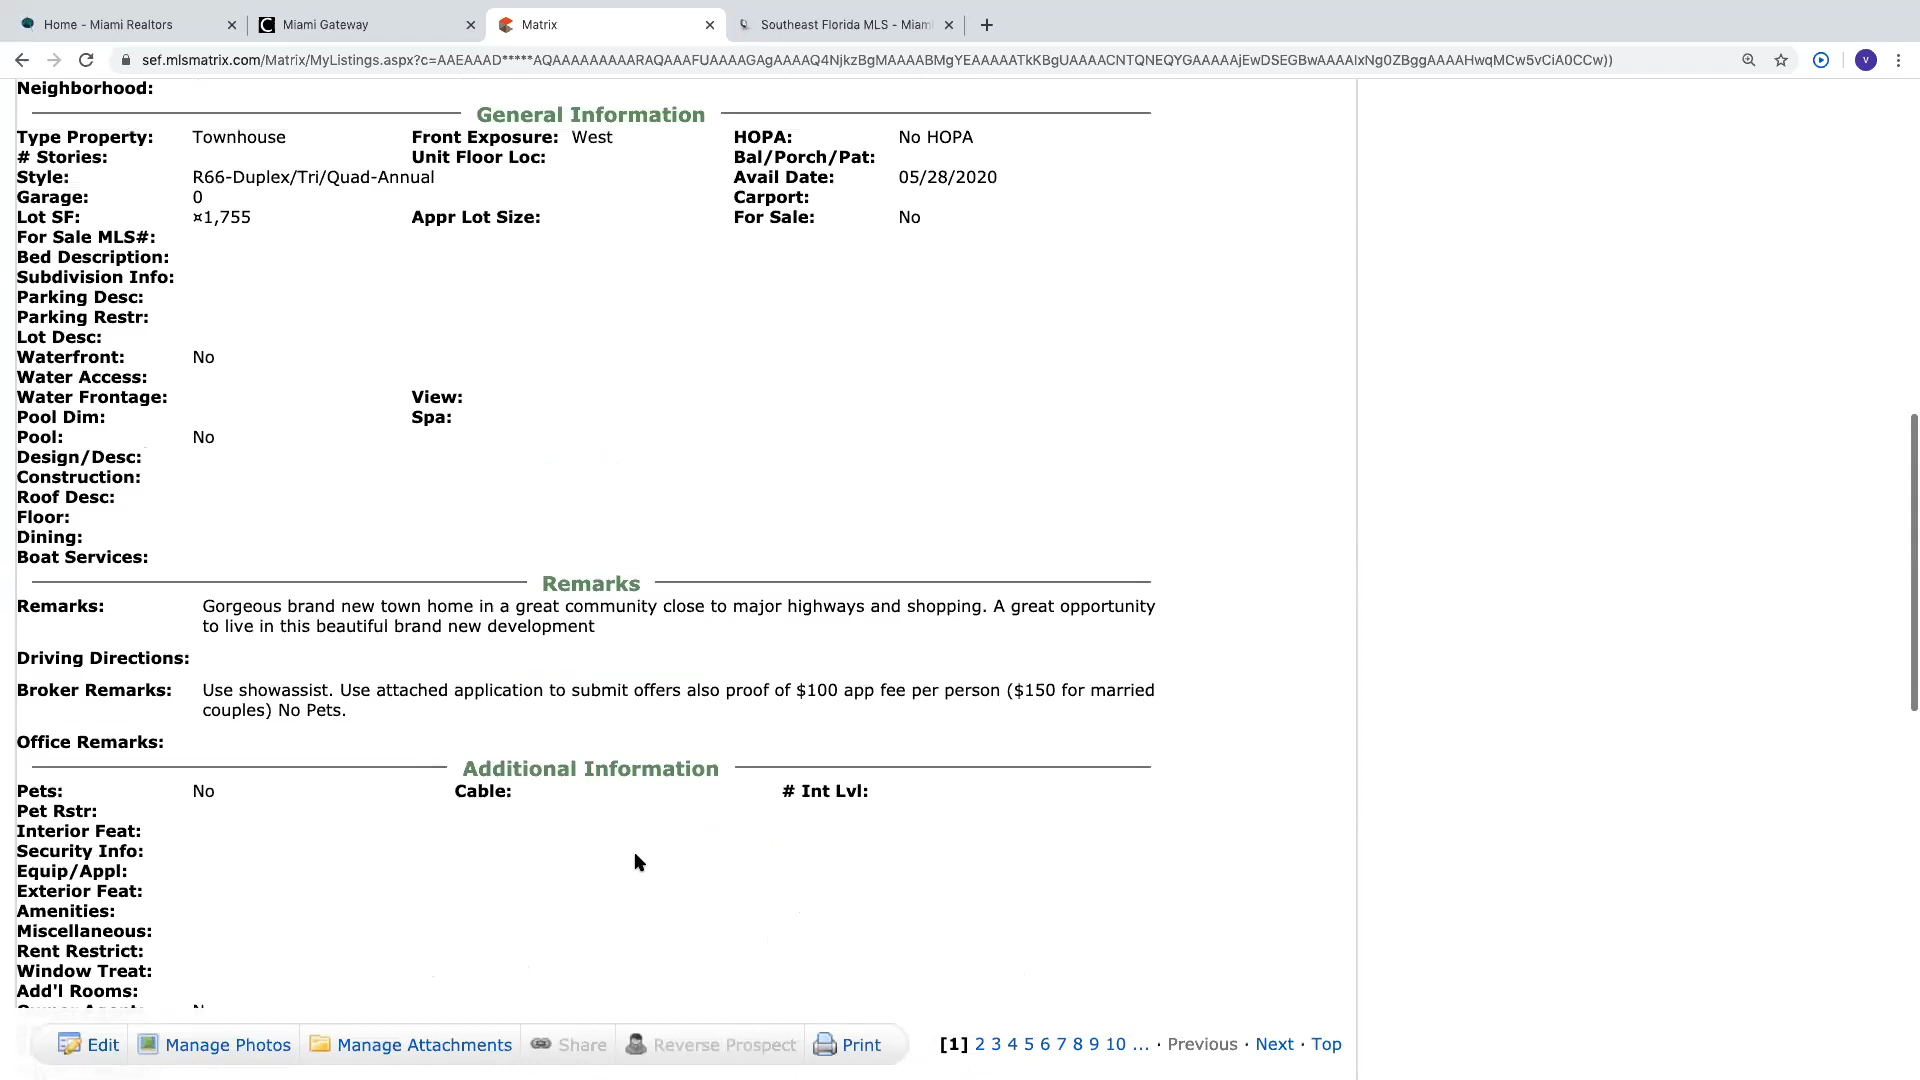 Home - Miami Realtors
Miami Gateway
Matrix
Southeast Florida MLS - Miam
sef.mlsmatrix.com/Matrix/MyListings.aspx?c=AAEAAAD*****AQAAAAAAAAARAQAAAFUAAAAGAgAAAAQ4NjkzBgMAAAABMgYEAAAAATkKBgUAAAACNTQNEQYGAAAAAjEwDSEGBwAAAAIxNg0ZBggAAAAHwqMCw5vCiA0CCw))
V
Neighborhood:
General Information
Type Property: Townhouse Front Exposure: West HOPA: No HOPA
# Stories: Unit Floor Loc: Bal/Porch/Pat:
Style: R66-Duplex/Tri/Quad-Annual Avail Date: 05/28/2020
Garage: 0 Carport:
Lot SF: ¤1,755 Appr Lot Size: For Sale: No
For Sale MLS#:
Bed Description:
Subdivision Info:
Parking Desc:
Parking Restr:
Lot Desc:
Waterfront: No
Water Access:
Water Frontage: View:
Pool Dim: Spa:
Pool: No
Design/Desc:
Construction:
Roof Desc:
Floor:
Dining:
Boat Services:
Remarks
Remarks: Gorgeous brand new town home in a great community close to major highways and shopping. A great opportunity
to live in this beautiful brand new development
Driving Directions:
Broker Remarks: Use showassist. Use attached application to submit offers also proof of $100 app fee per person ($150 for married
couples) No Pets.
Office Remarks:
Additional Information
Pets: No Cable: # Int Lvl:
Pet Rstr:
Interior Feat:
Security Info:
Equip/Appl:
Exterior Feat:
Amenities:
Miscellaneous:
Rent Restrict:
Window Treat:
Add'l Rooms:
Edit Manage Photos Manage Attachments Share Reverse Prospect Print [1] 2 3 4 5 6 7 8 9 10 ... · Previous · Next · Top